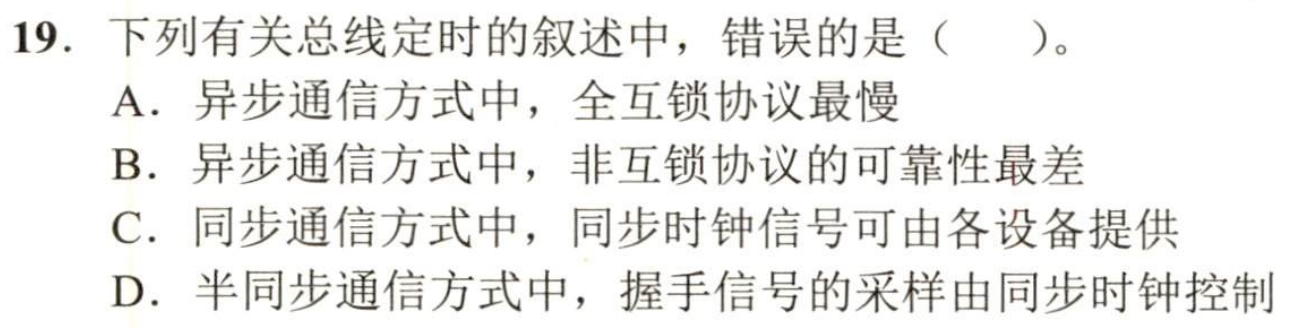 19. 下列有关总线定时的叙述中，错误的是（  ）。
A. 异步通信方式中，全互锁协议最慢
B. 异步通信方式中，非互锁协议的可靠性最差
C. 同步通信方式中，同步时钟信号可由各设备提供
D. 半同步通信方式中，握手信号的采样由同步时钟控制